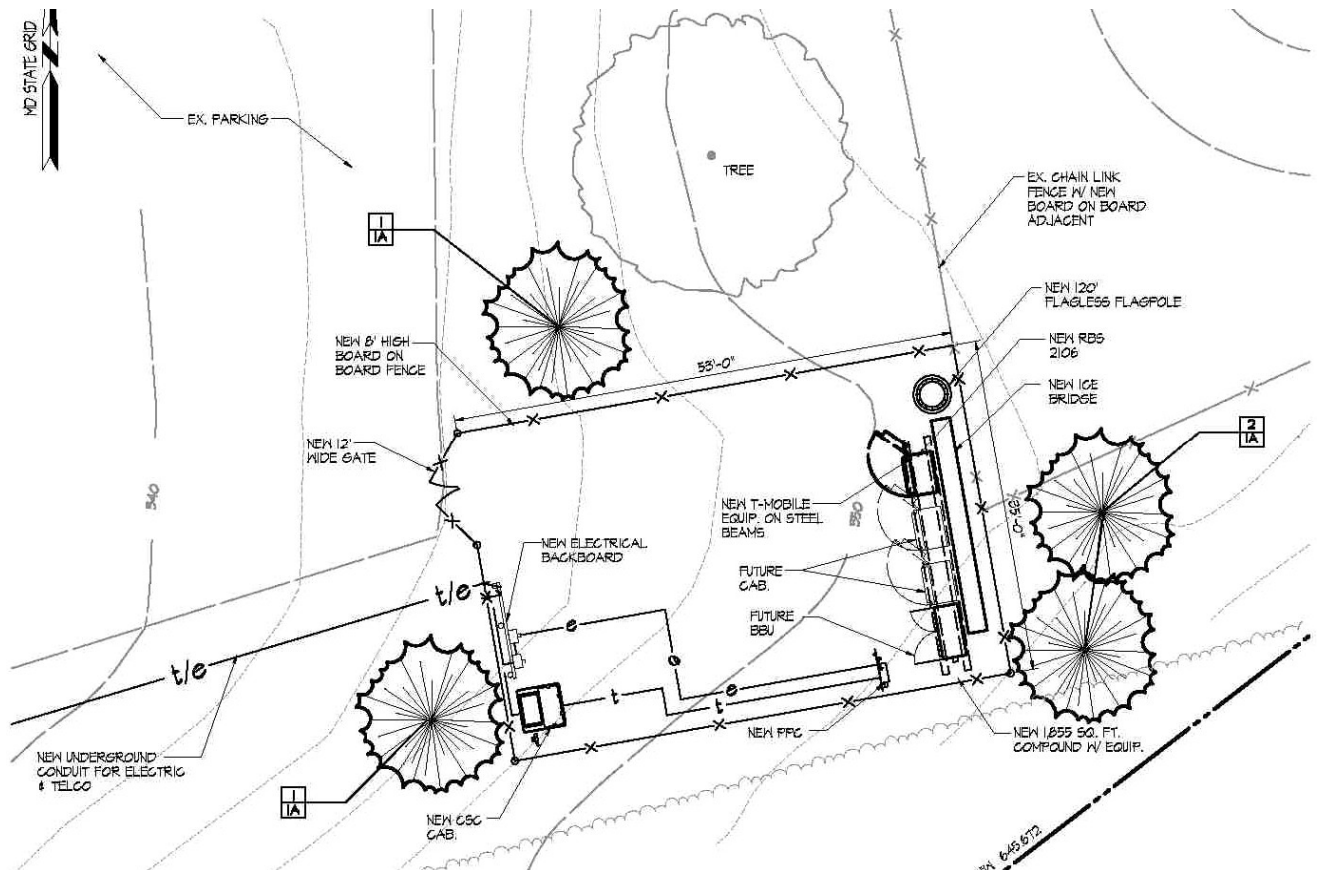 MD STATE GRID
EX. PARKING
TREE
EX. CHAIN LINK
FENCE W/ NEW
BOARD ON BOARD
ADJACENT
1
1A
NEW 120'
FLAGLESS FLAGPOLE
NEW 8' HIGH
BOARD ON
BOARD FENCE
53'-0"
NEW RBS
2106
NEW ICE
BRIDGE
2
1A
NEW 12'
WIDE GATE
540
NEW T-MOBILE
EQUIP. ON STEEL
BEAMS
550
35'-0"
NEW ELECTRICAL
BACKBOARD
FUTURE
CAB.
t/e
e
FUTURE
BBU
t/e
e
e
t
t
NEW PPC
NEW 1,855 SQ. FT.
COMPOUND W/ EQUIP.
NEW UNDERGROUND
CONDUIT FOR ELECTRIC
& TELCO
1
1A
NEW CSC
CAB.